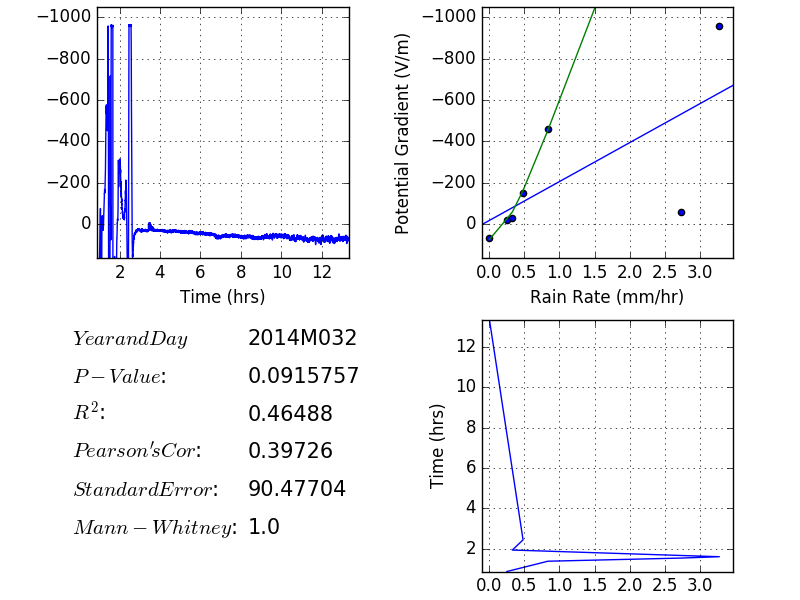 −1000
−800
−600
−400
−200
0
2 4 6 8 10 12
Time (hrs)
−1000
−800
−600
−400
−200
0
Potential Gradient (V/m)
0.0 0.5 1.0 1.5 2.0 2.5 3.0
Rain Rate (mm/hr)
YearandDay 2014M032
P−Value: 0.0915757
R²: 0.46488
Pearson'sCor: 0.39726
StandardError: 90.47704
Mann−Whitney: 1.0
12
10
8
6
4
2
Time (hrs)
0.0 0.5 1.0 1.5 2.0 2.5 3.0